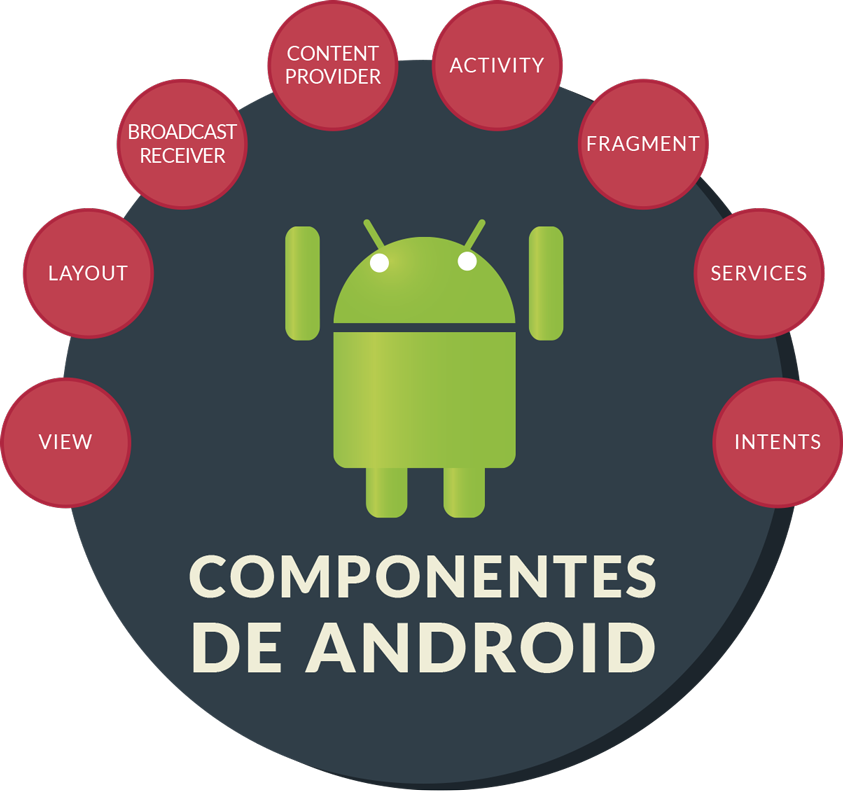 CONTENT
PROVIDER
ACTIVITY
BROADCAST
RECEIVER
FRAGMENT
LAYOUT
SERVICES
VIEW
INTENTS
COMPONENTES
DE ANDROID